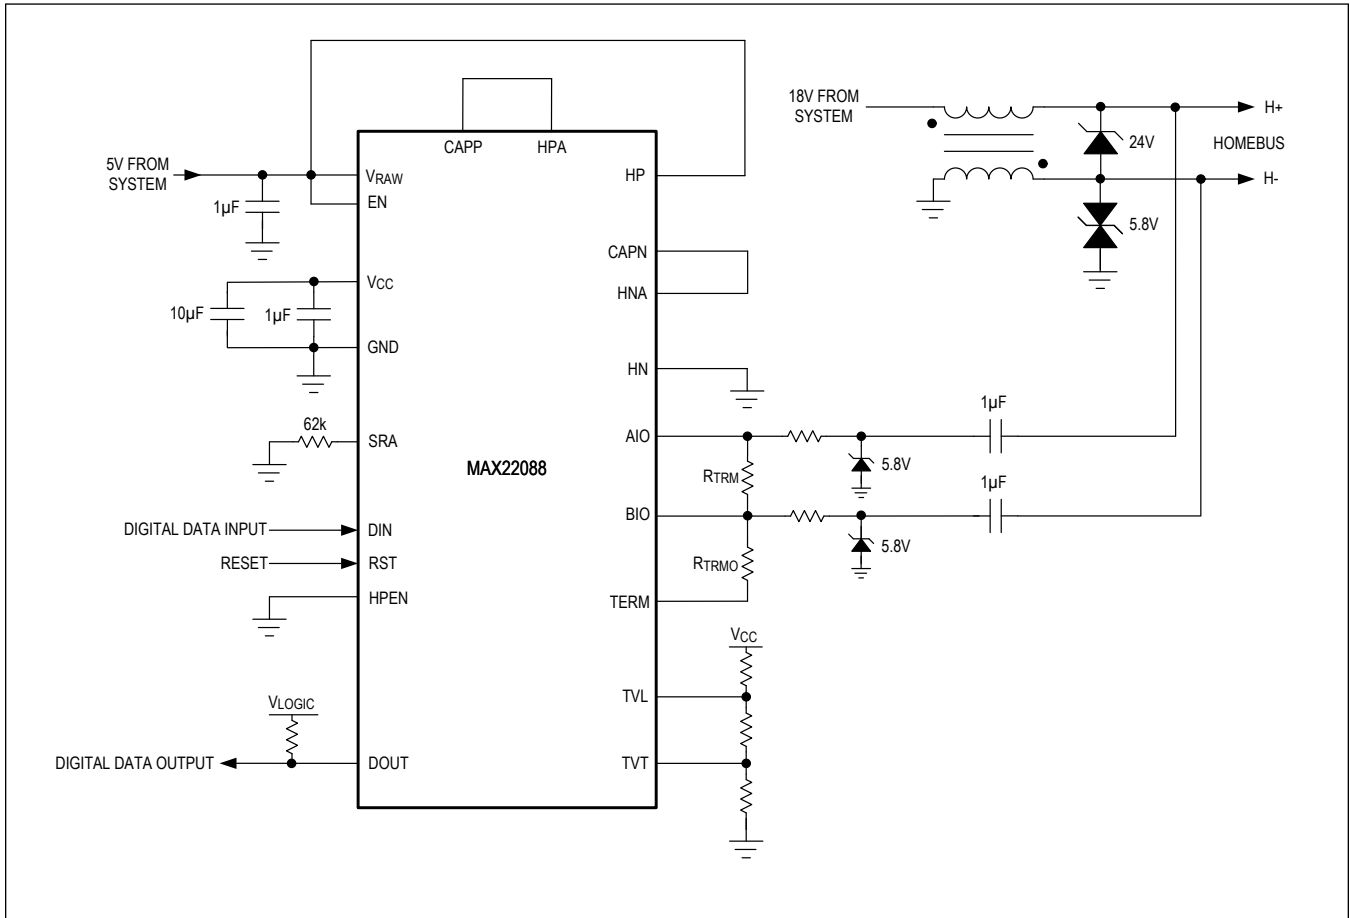 18V FROM
SYSTEM
H+
HOMEBUS
H-
24V
5.8V
CAPP
HPA
5V FROM
SYSTEM
VRAW
EN
HP
1µF
CAPN
HNA
VCC
10µF
1µF
GND
HN
62k
SRA
AIO
1µF
5.8V
RTRM
MAX22088
1µF
BIO
5.8V
DIGITAL DATA INPUT
DIN
RESET
RST
RTRMO
HPEN
TERM
VCC
TVL
VLOGIC
DIGITAL DATA OUTPUT
DOUT
TVT